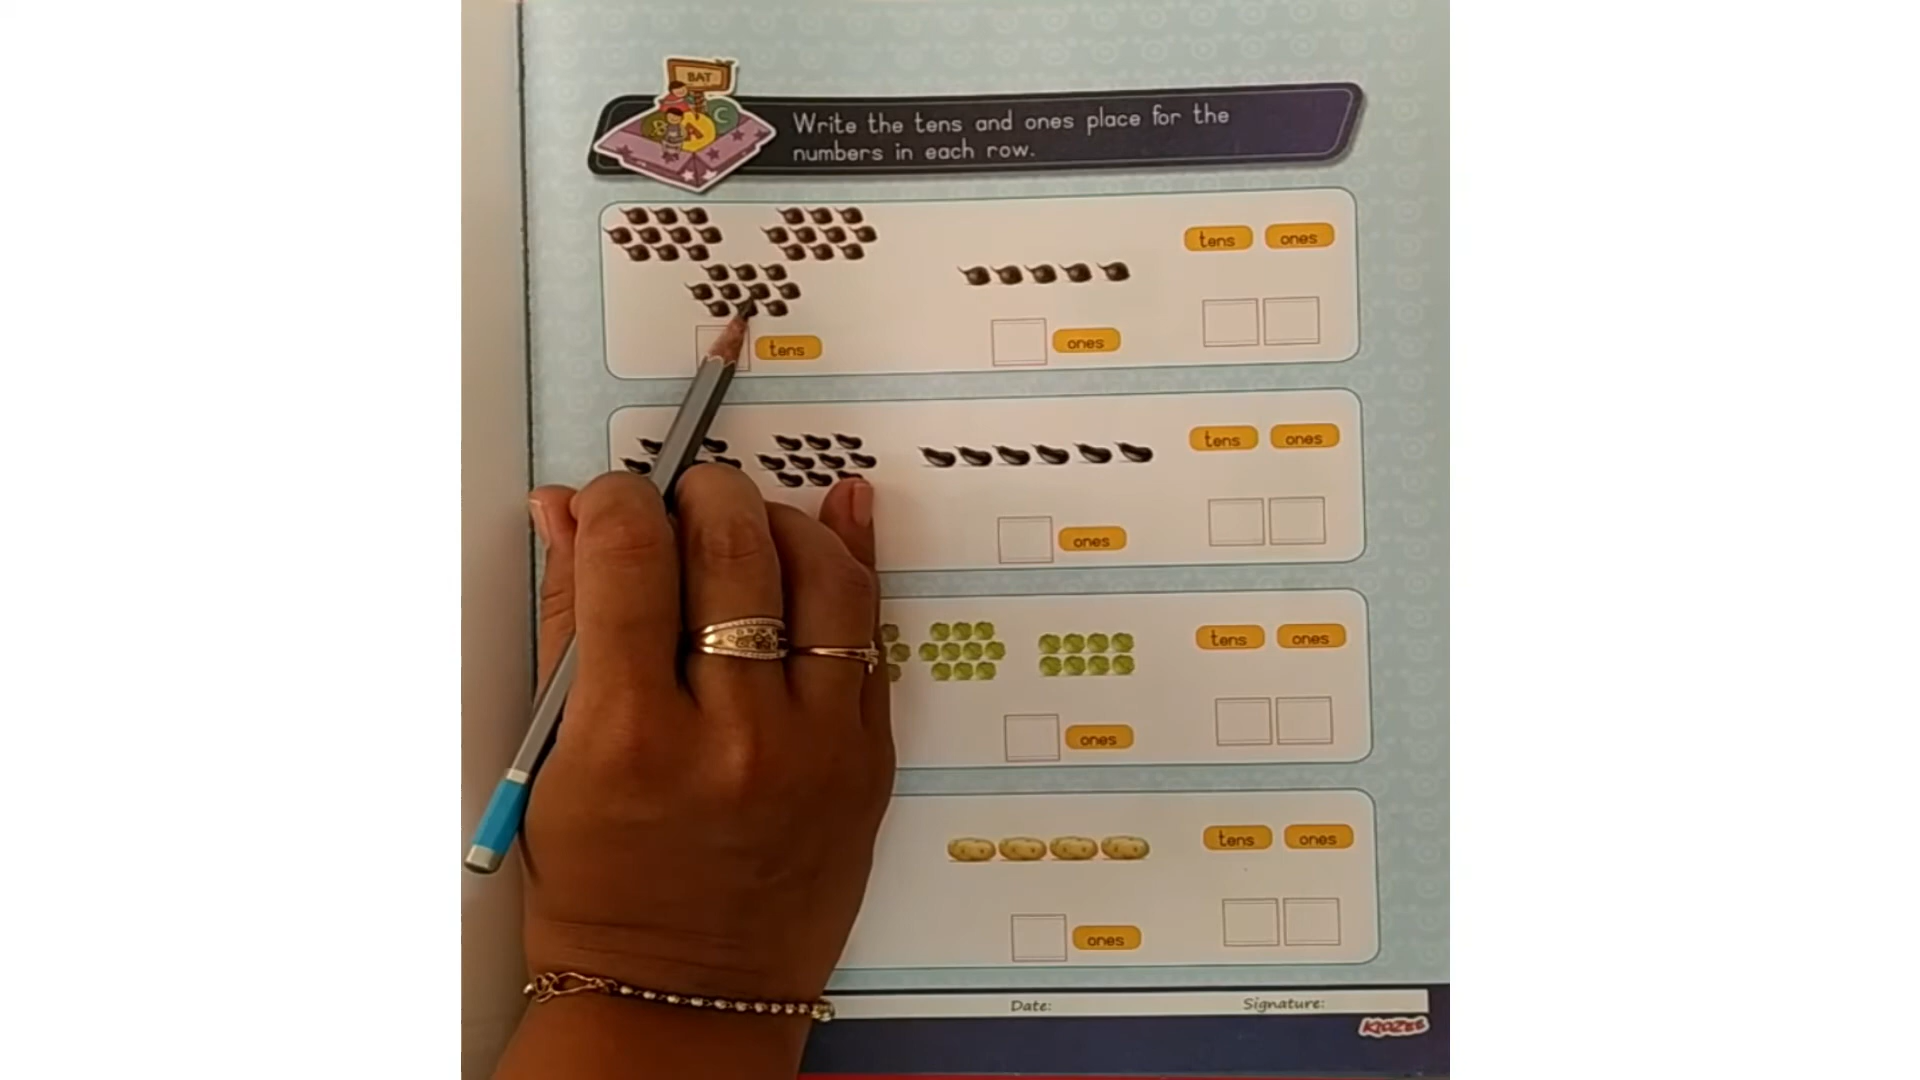 BAT
Write the tens and ones place for the
numbers in each row.
tens ones
tens ones
tens ones
ones
tens ones
ones
tens ones
ones
Date: Signature:
KIDZEE